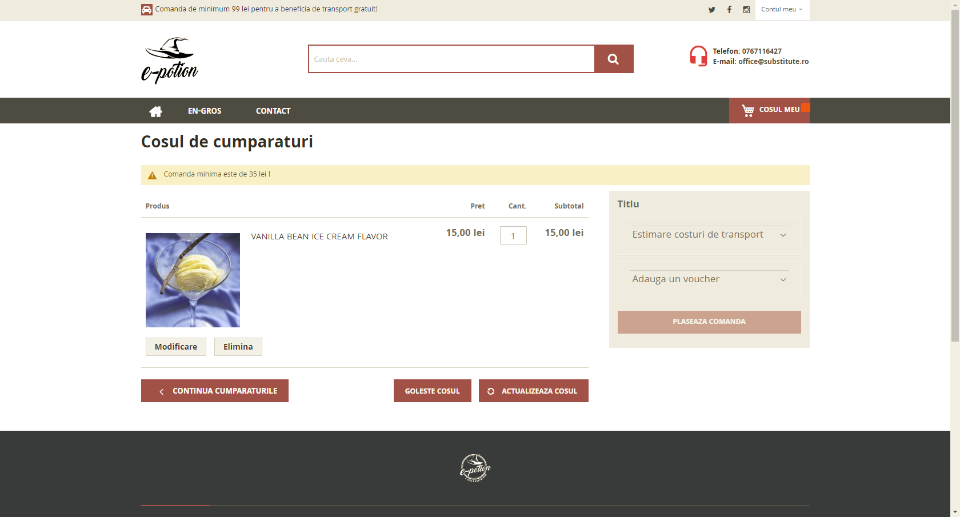 Comanda de minimum 99 lei pentru a beneficia de transport gratuit!
Contul meu
e-potion
Cauta ceva...
Telefon: 0767116427
E-mail: office@substitute.ro
EN-GROS
CONTACT
COSUL MEU
Cosul de cumparaturi
Comanda minima este de 35 lei !
Produs
Pret
Cant.
Subtotal
VANILLA BEAN ICE CREAM FLAVOR
15,00 lei
1
15,00 lei
Modificare
Elimina
CONTINUA CUMPARATURILE
GOLESTE COSUL
ACTUALIZEAZA COSUL
Titlu
Estimare costuri de transport
Adauga un voucher
PLASEAZA COMANDA
e-potion